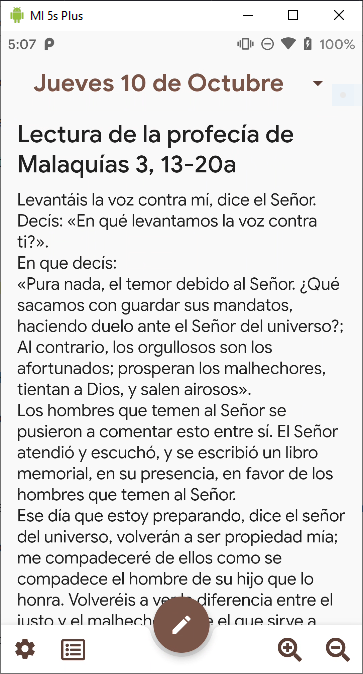 MI 5s Plus
5:07
100%
Jueves 10 de Octubre
Lectura de la profecía de
Malaquías 3, 13-20a
Levantáis la voz contra mí, dice el Señor.
Decís: «En qué levantamos la voz contra
ti?».
En que decís:
«Pura nada, el temor debido al Señor. ¿Qué
sacamos con guardar sus mandatos,
haciendo duelo ante el Señor del universo?;
Al contrario, los orgullosos son los
afortunados; prosperan los malhechores,
tientan a Dios, y salen airosos».
Los hombres que temen al Señor se
pusieron a comentar esto entre sí. El Señor
atendió y escuchó, y se escribió un libro
memorial, en su presencia, en favor de los
hombres que temen al Señor.
Ese día que estoy preparando, dice el señor
del universo, volverán a ser propiedad mía;
me compadeceré de ellos como se
compadece el hombre de su hijo que lo
honra. Volveréis a diferencia entre el
justo y el el que sirve a